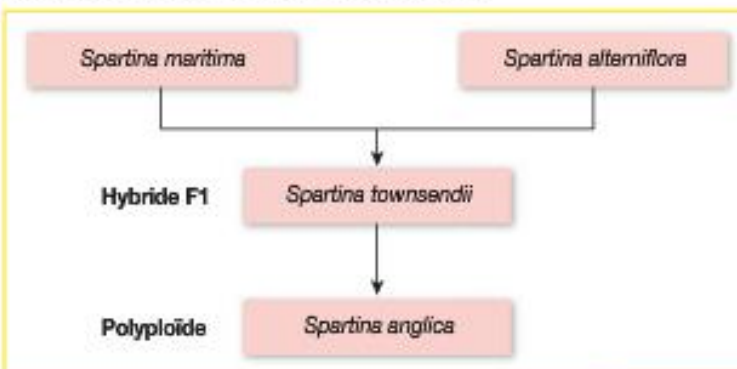 Spartina maritima
Spartina alterniflora
Hybride F1
Spartina townsendii
Polyploïde
Spartina anglica